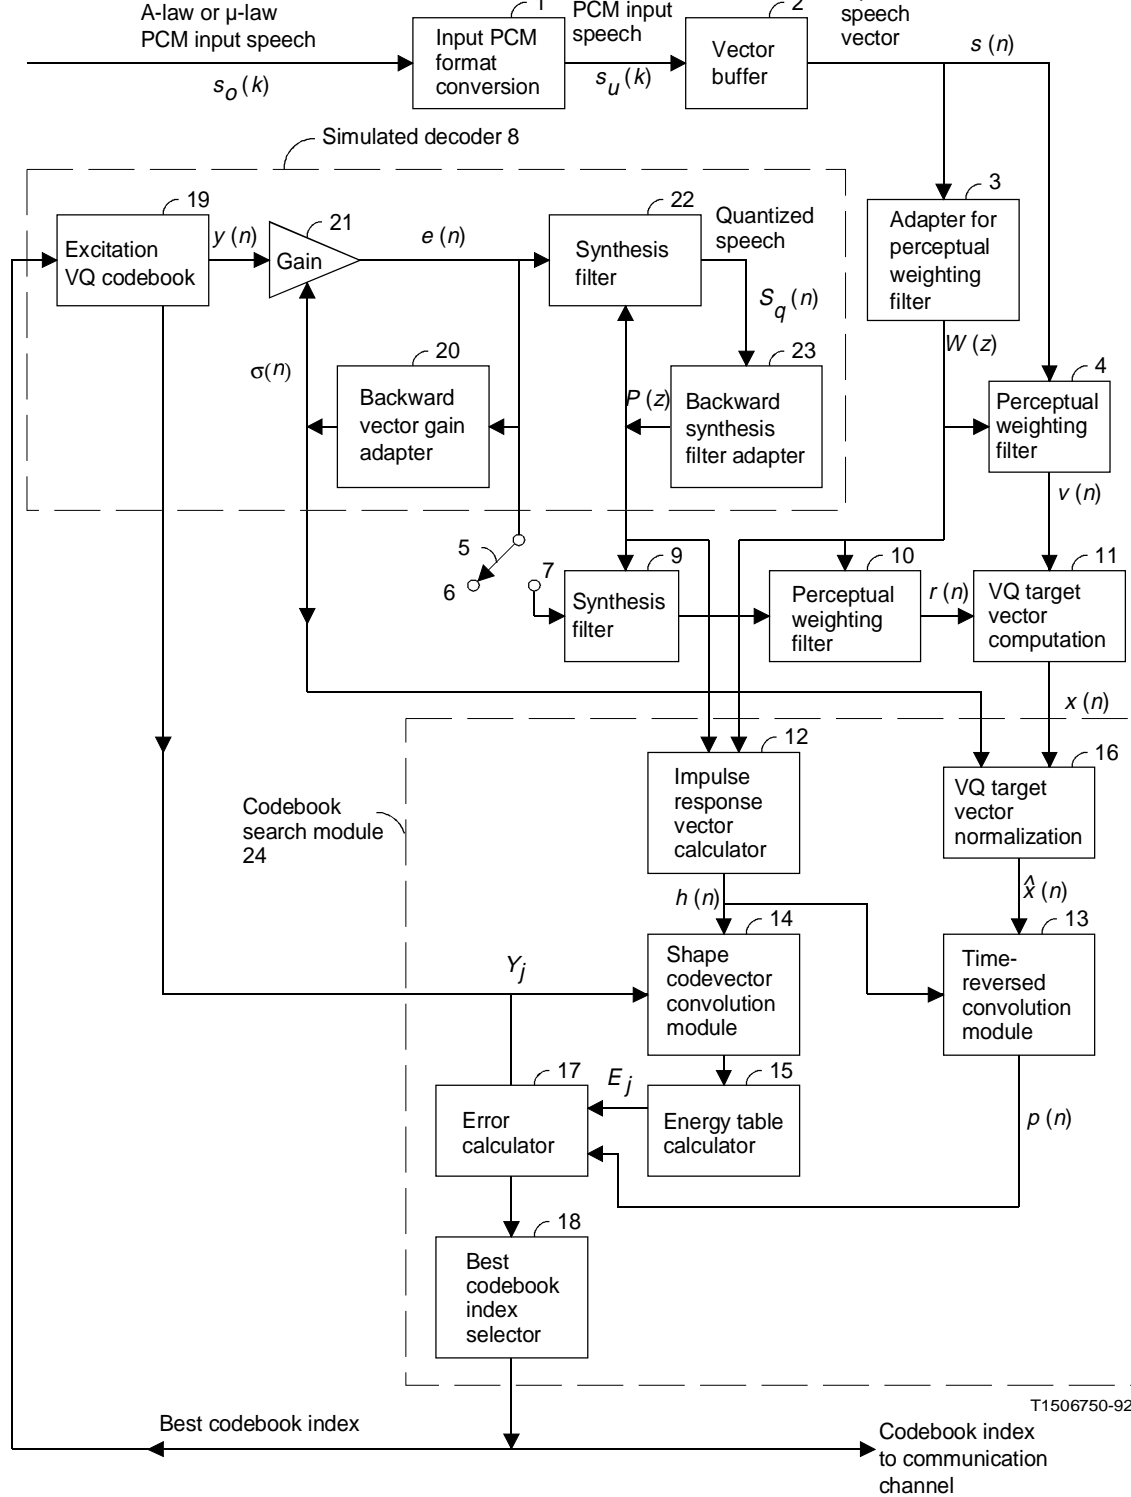 A-law or μ-law
PCM input speech
s_o (k)
1
Input PCM
format
conversion
PCM input
speech
s_u (k)
2
Vector
buffer
speech
vector
s (n)
Simulated decoder 8
19
Excitation
VQ codebook
y (n)
21
Gain
e (n)
22
Synthesis
filter
Quantized
speech
S_q (n)
3
Adapter for
perceptual
weighting
filter
W (z)
σ(n)
20
Backward
vector gain
adapter
P (z)
23
Backward
synthesis
filter adapter
4
Perceptual
weighting
filter
v (n)
5
6
7
9
Synthesis
filter
10
Perceptual
weighting
filter
r (n)
11
VQ target
vector
computation
x (n)
Codebook
search module
24
12
Impulse
response
vector
calculator
h (n)
16
VQ target
vector
normalization
x̂ (n)
Y_j
14
Shape
codevector
convolution
module
13
Time-
reversed
convolution
module
17
Error
calculator
E_j
15
Energy table
calculator
p (n)
18
Best
codebook
index
selector
T1506750-92
Best codebook index
Codebook index
to communication
channel